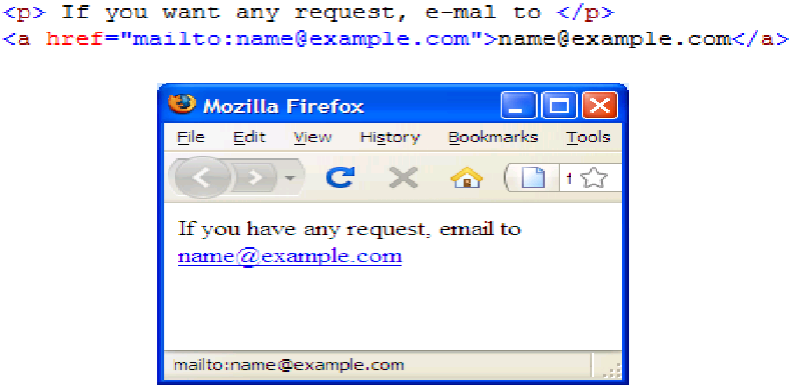 <p> If you want any request, e-mal to </p>
<a href="mailto:name@example.com">name@example.com</a>
Mozilla Firefox
File Edit View History Bookmarks Tools
If you have any request, email to
name@example.com
mailto:name@example.com